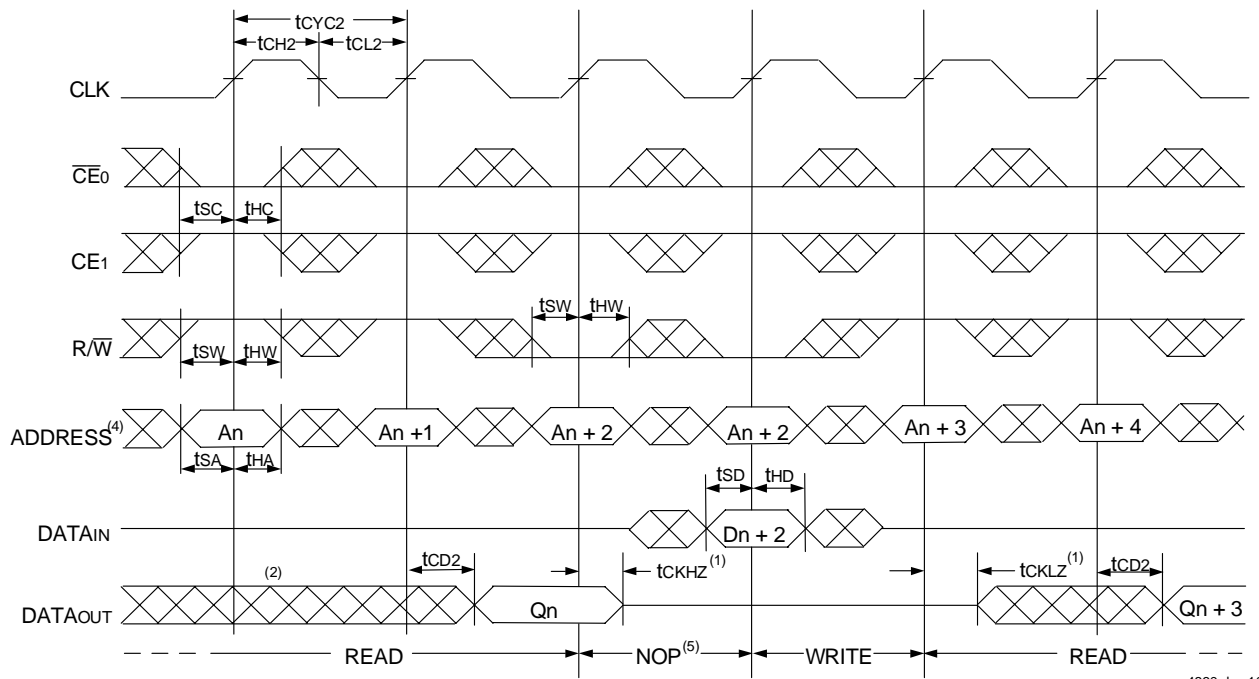 tCYC2
tCH2 tCL2
CLK
CE0
tSC tHC
CE1
tSW tHW
R/W
tSW tHW
ADDRESS(4) An An +1 An + 2 An + 2 An + 3 An + 4
tSA tHA
tSD tHD
DATAIN Dn + 2
tCD2 tCKHZ(1) tCKLZ(1) tCD2
(2)
DATAOUT Qn Qn + 3
READ NOP(5) WRITE READ